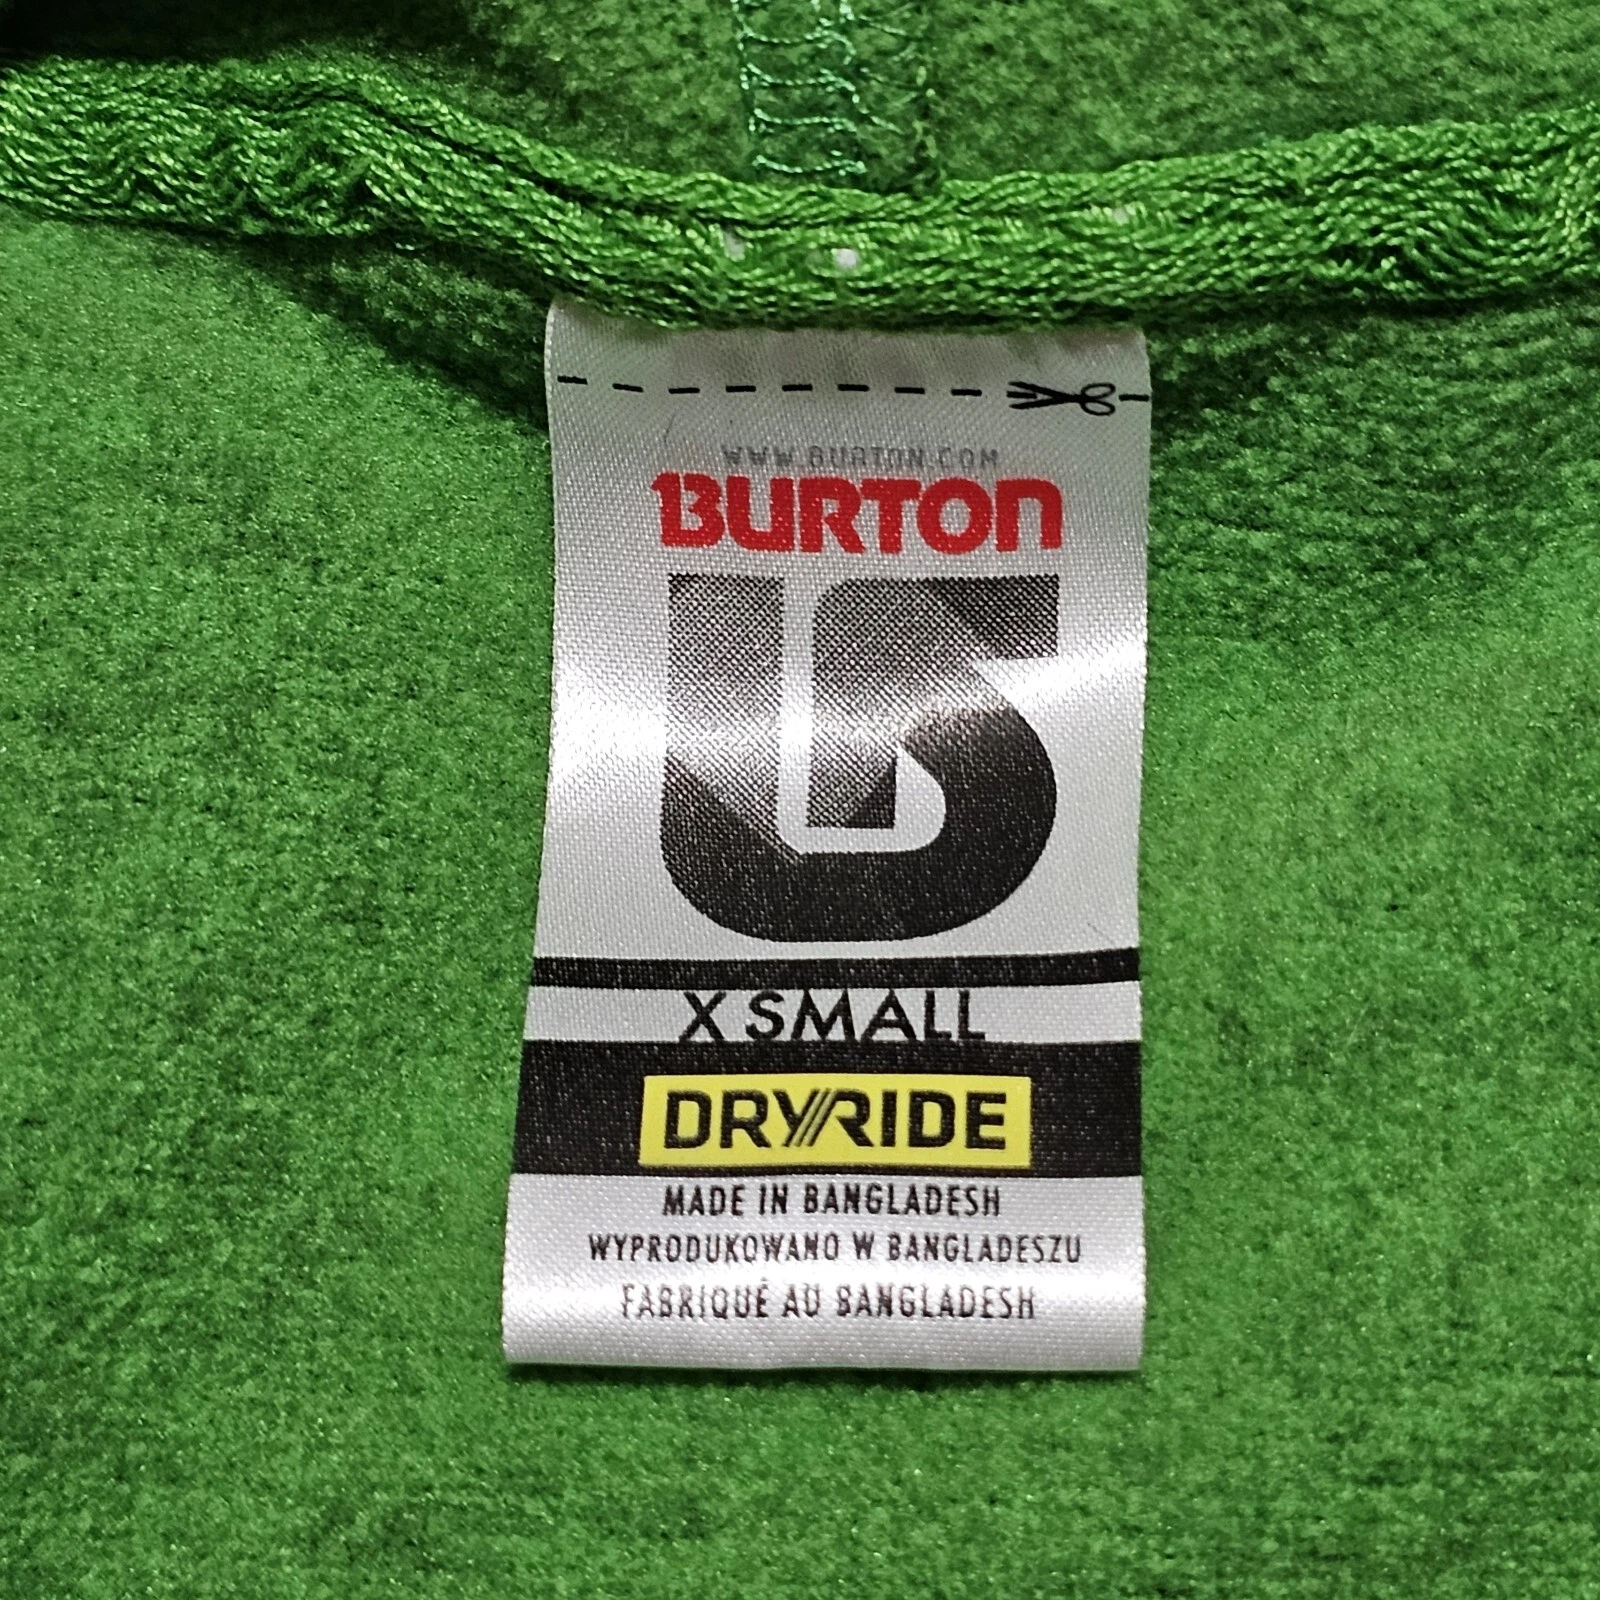 WWW.BURTON.COM
BURTON
X SMALL
DRYRIDE
MADE IN BANGLADESH
WYPRODUKOWANO W BANGLADESZU
FABRIQUÉ AU BANGLADESH